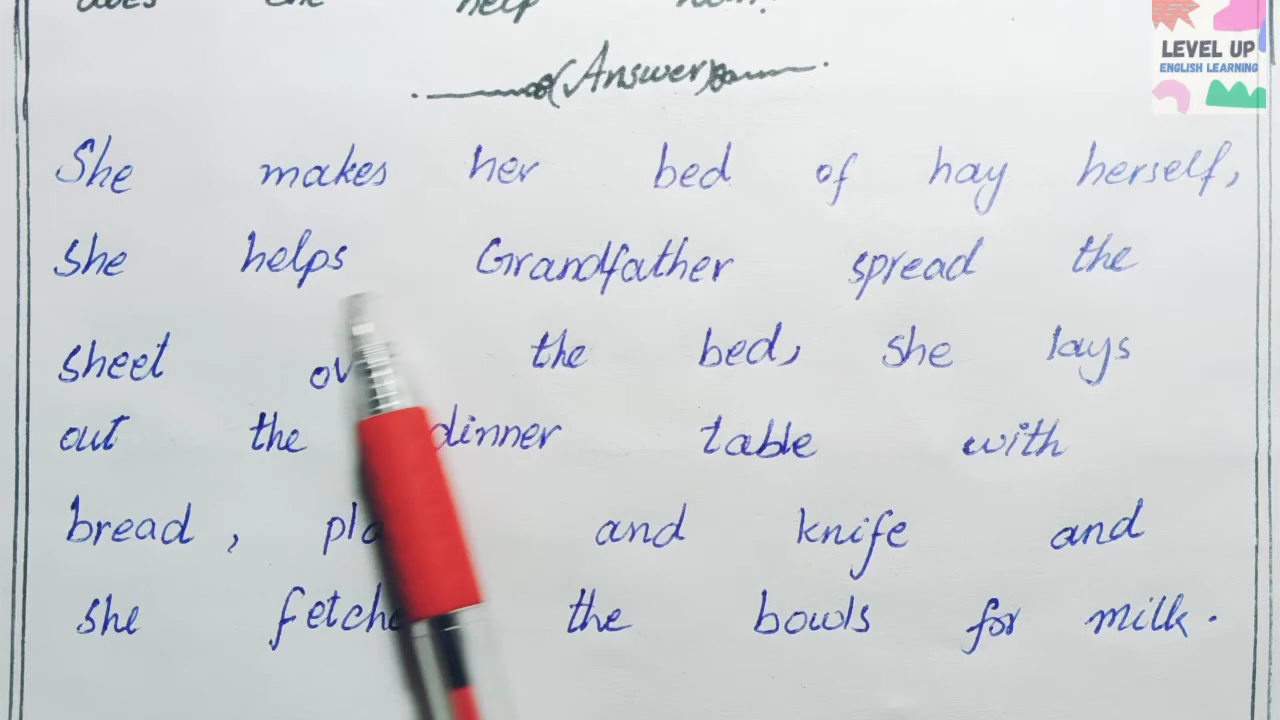 help
LEVEL UP
ENGLISH LEARNING
(Answer)
She makes her bed of hay herself,
she helps Grandfather spread the
sheet the bed, she lays
out the dinner table with
bread, and knife and
she the bowls for milk.